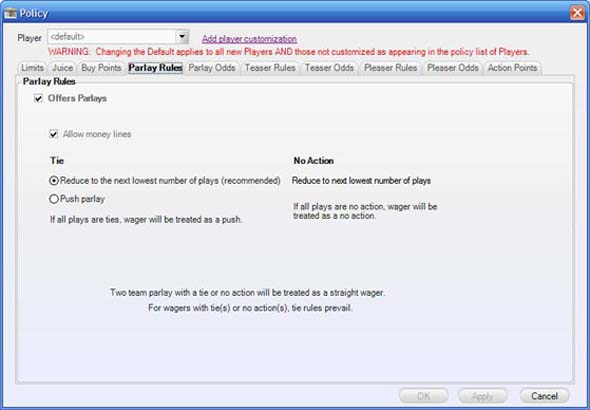 Policy
Player <default> Add player customization
WARNING: Changing the Default applies to all new Players AND those not customized as appearing in the policy list of Players.
Limits Juice Buy Points Parlay Rules Parlay Odds Teaser Rules Teaser Odds Pleaser Rules Pleaser Odds Action Points
Parlay Rules
Offers Parlays
Allow money lines
Tie No Action
Reduce to the next lowest number of plays (recommended) Reduce to next lowest number of plays
Push parlay
If all plays are no action, wager will be
If all plays are ties, wager will be treated as a push. treated as a no action.
Two team parlay with a tie or no action will be treated as a straight wager.
For wagers with tie(s) or no action(s), tie rules prevail.
OK Apply Cancel